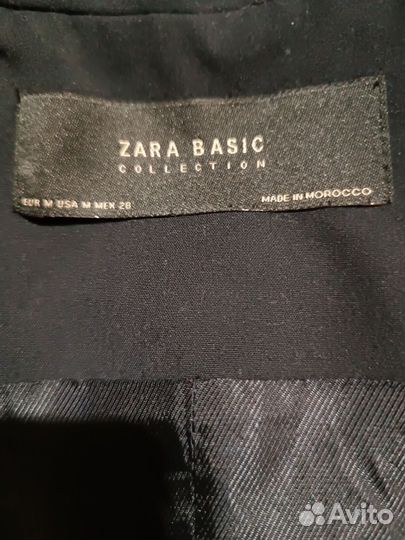 ZARA BASIC
COLLECTION
EUR M USA M MEX 28
MADE IN MOROCCO
Avito